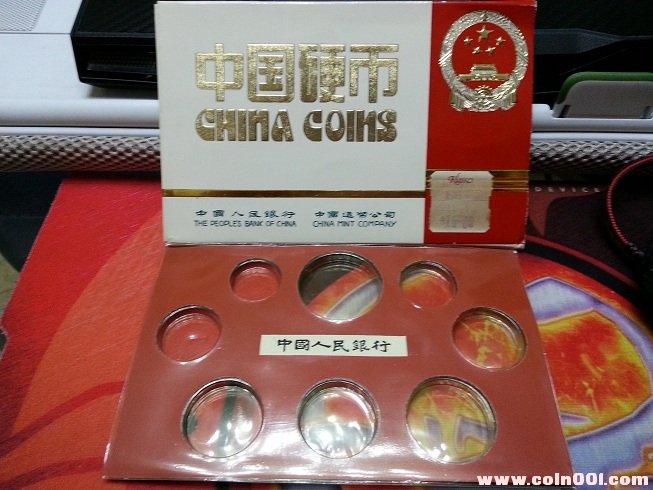 中国硬币
CHINA COINS
中國人民銀行 中國造幣公司
THE PEOPLES BANK OF CHINA CHINA MINT COMPANY
DEVICE
中國人民銀行
www.coin001.com